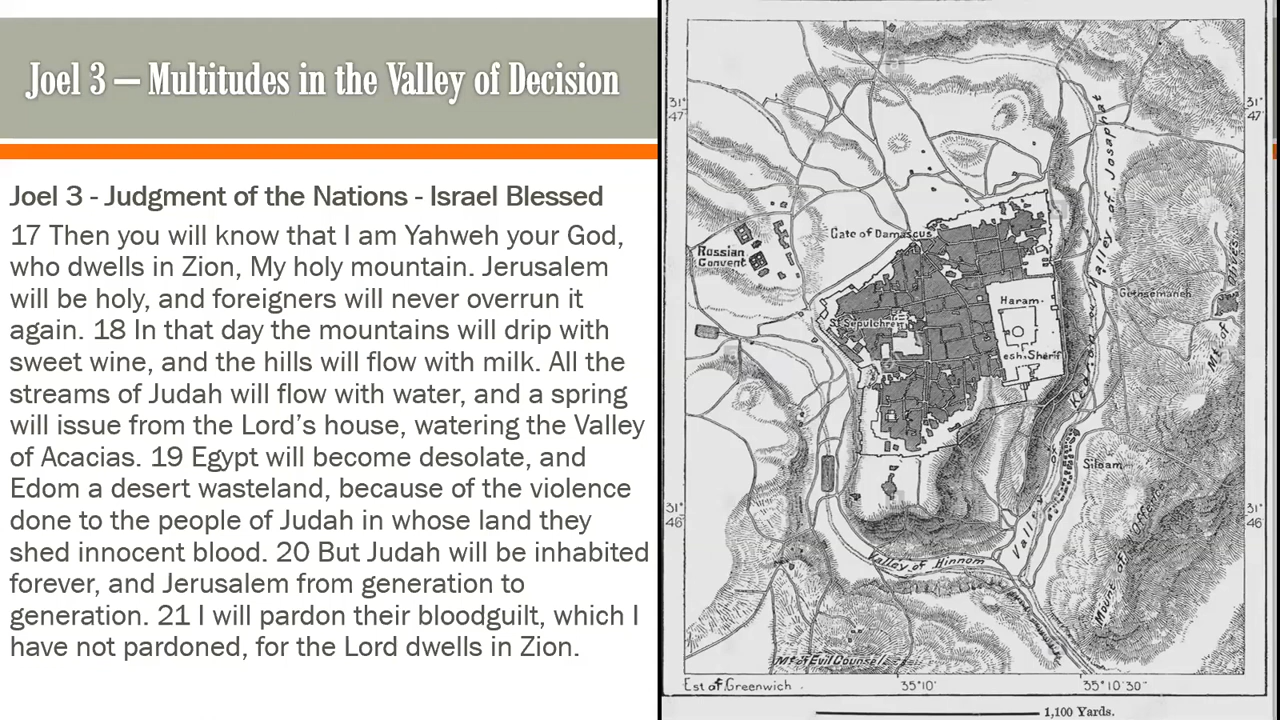 Joel 3 – Multitudes in the Valley of Decision
Joel 3 - Judgment of the Nations - Israel Blessed
17 Then you will know that I am Yahweh your God,
who dwells in Zion, My holy mountain. Jerusalem
will be holy, and foreigners will never overrun it
again. 18 In that day the mountains will drip with
sweet wine, and the hills will flow with milk. All the
streams of Judah will flow with water, and a spring
will issue from the Lord’s house, watering the Valley
of Acacias. 19 Egypt will become desolate, and
Edom a desert wasteland, because of the violence
done to the people of Judah in whose land they
shed innocent blood. 20 But Judah will be inhabited
forever, and Jerusalem from generation to
generation. 21 I will pardon their bloodguilt, which I
have not pardoned, for the Lord dwells in Zion.
31°
47'
31°
47'
Valley of Josaphat
Gate of Damascus
Russian
Convent
Mt of Olives
Gethsemaneh
Haram
St Sepulchre
esh Sherif
Siloam
31°
46'
31°
46'
Valley of Hinnom
Mount of Offence
Mt of Evil Counsel
Est of Greenwich
35°10'
35°10'30"
1,100 Yards.